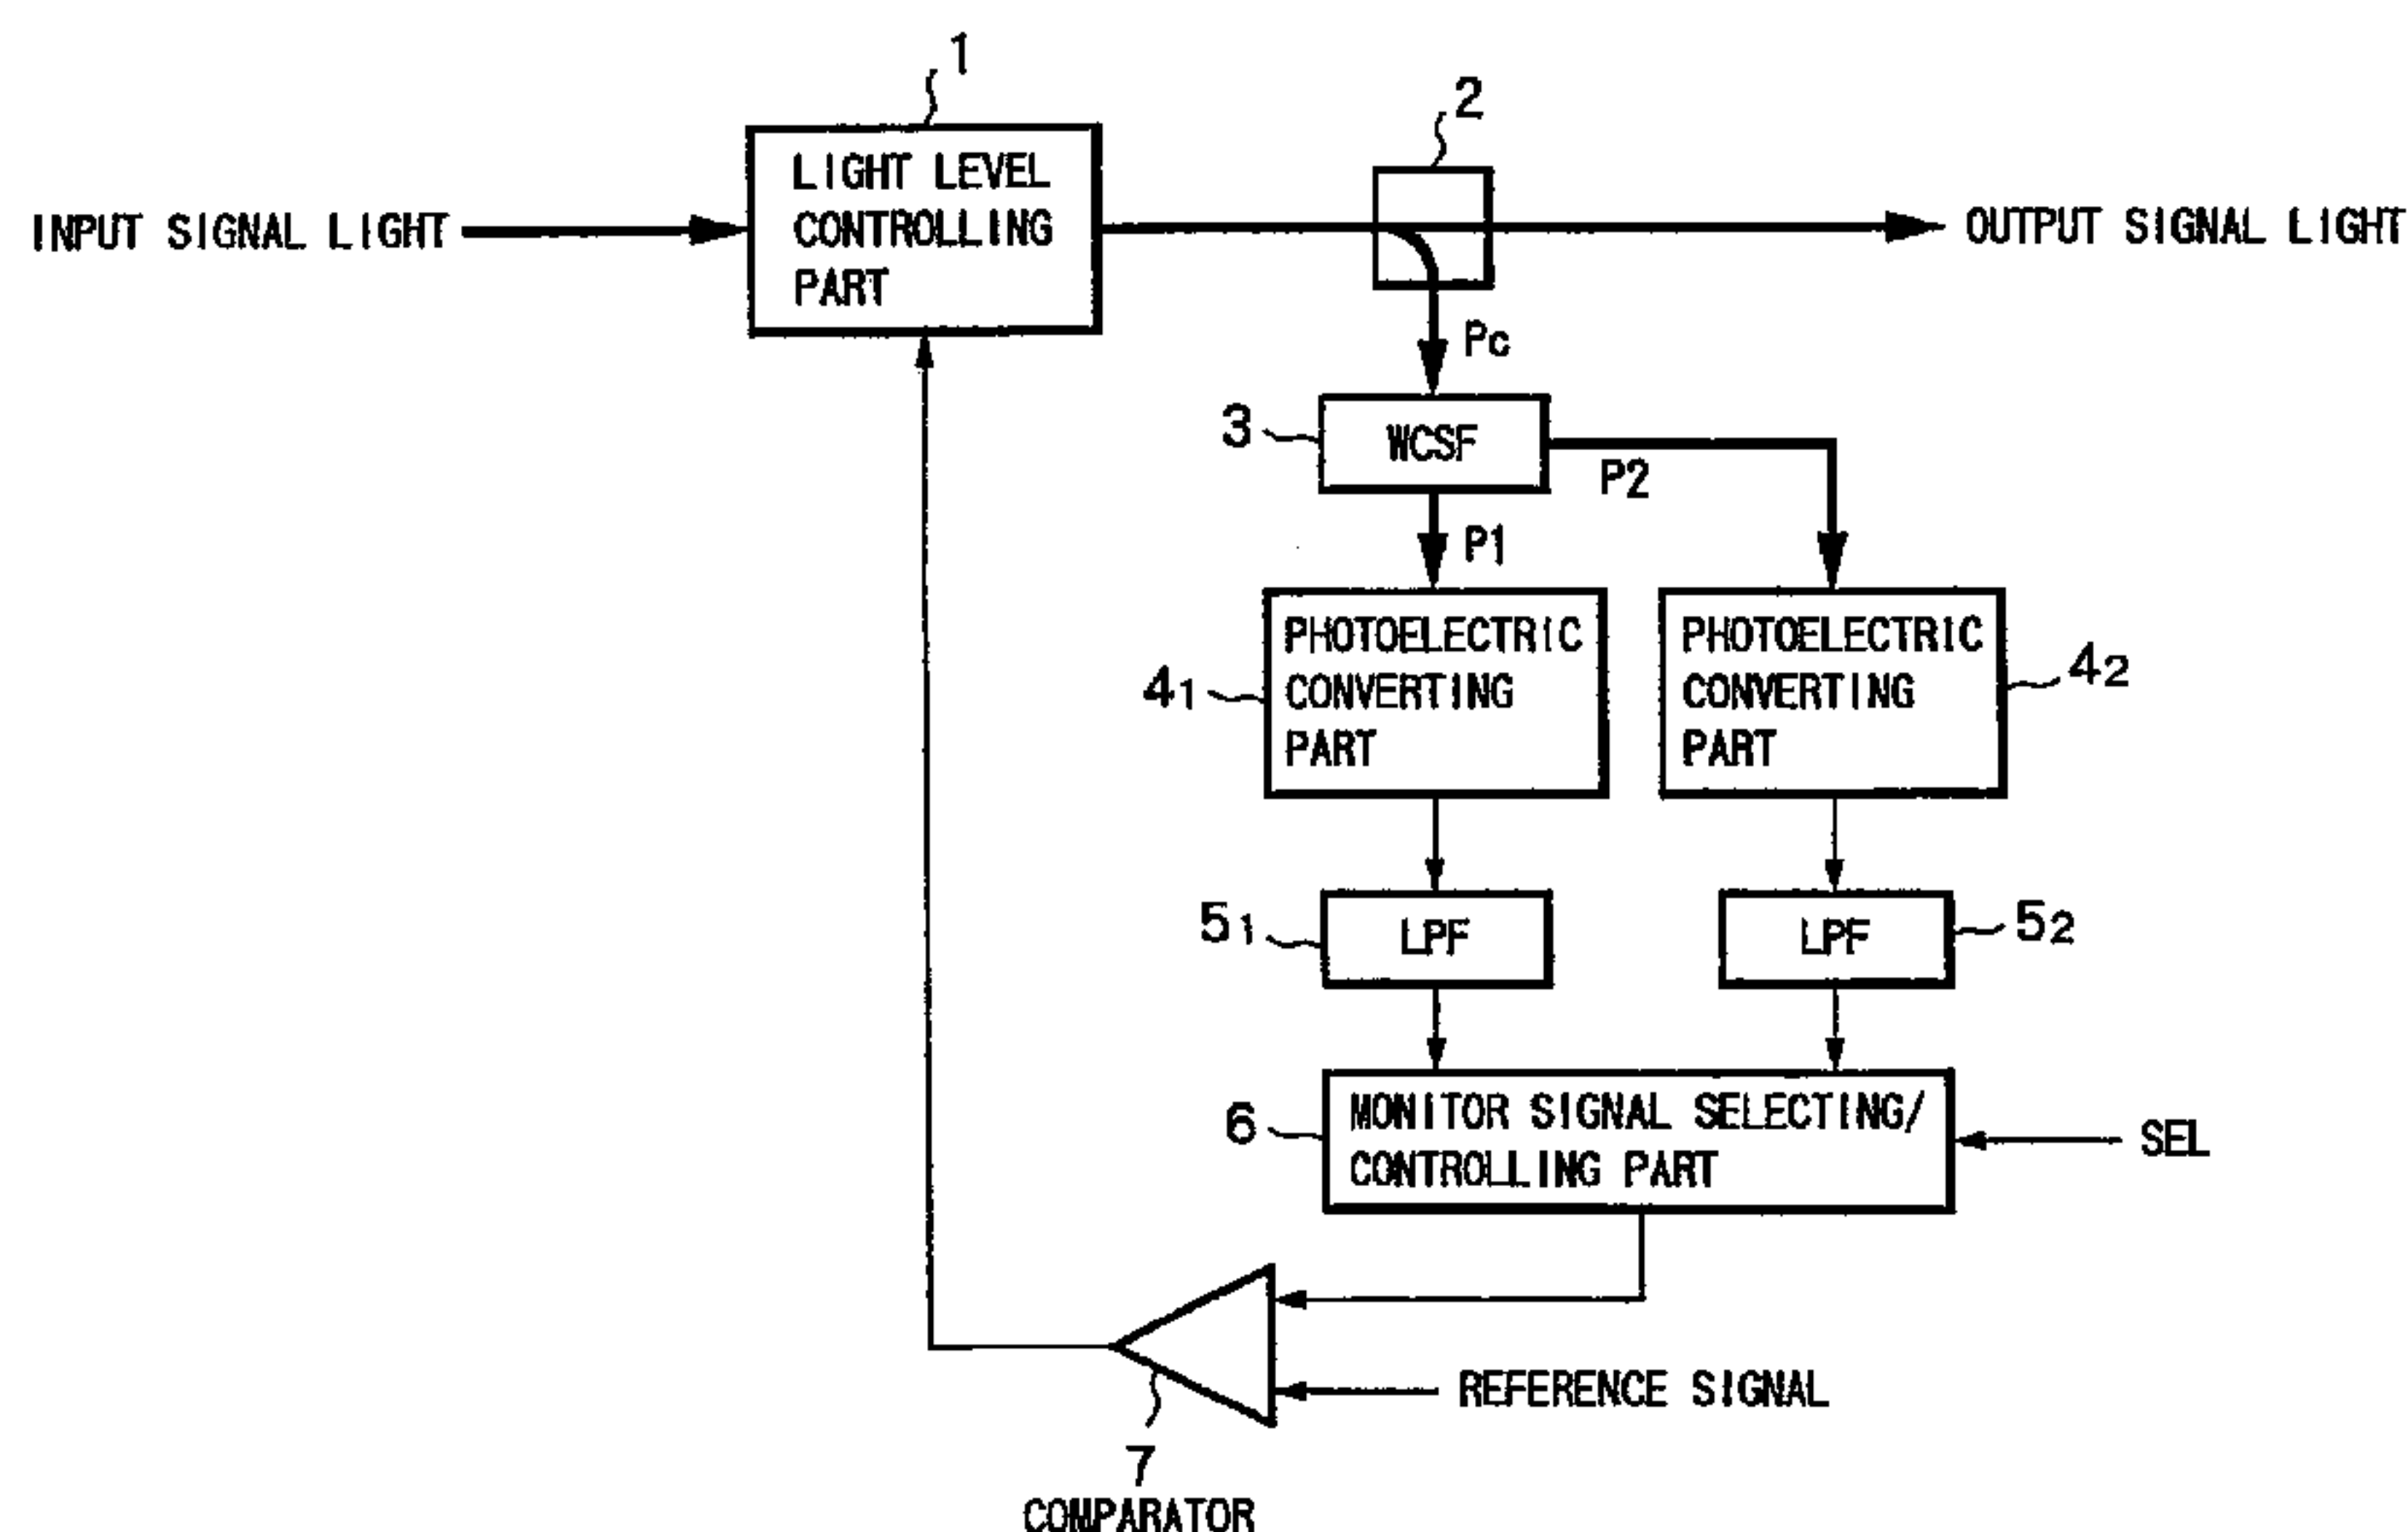 1
2
LIGHT LEVEL
CONTROLLING
PART
INPUT SIGNAL LIGHT
OUTPUT SIGNAL LIGHT
Pc
3
WCSF
P2
P1
PHOTOELECTRIC
CONVERTING
PART
PHOTOELECTRIC
CONVERTING
PART
41
42
51
LPF
LPF
52
6
MONITOR SIGNAL SELECTING/
CONTROLLING PART
SEL
REFERENCE SIGNAL
7
COMPARATOR